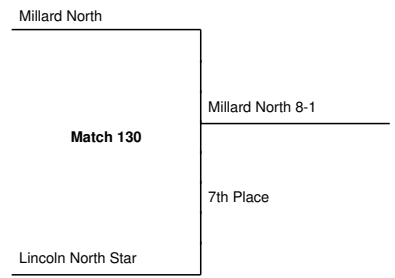 Millard North
Millard North 8-1
Match 130
7th Place
Lincoln North Star